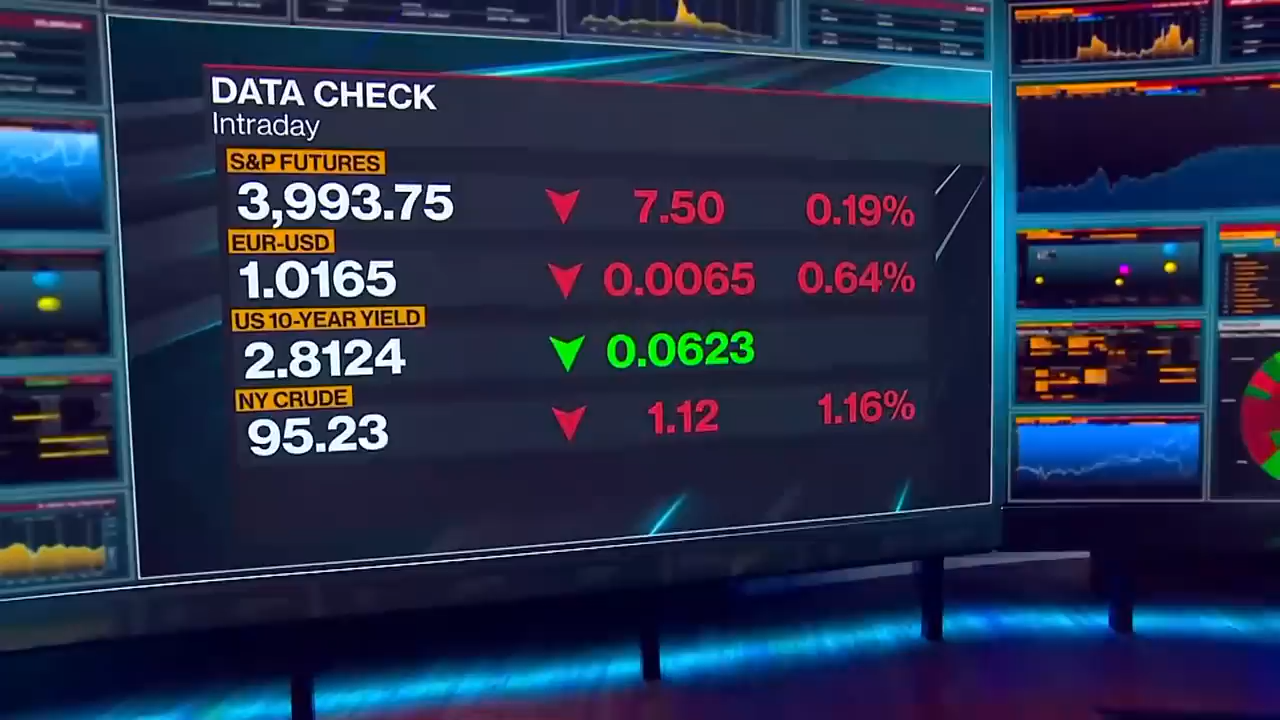 DATA CHECK
Intraday
S&P FUTURES
3,993.75 7.50 0.19%
EUR-USD
1.0165 0.0065 0.64%
US 10-YEAR YIELD
2.8124 0.0623
NY CRUDE
95.23 1.12 1.16%